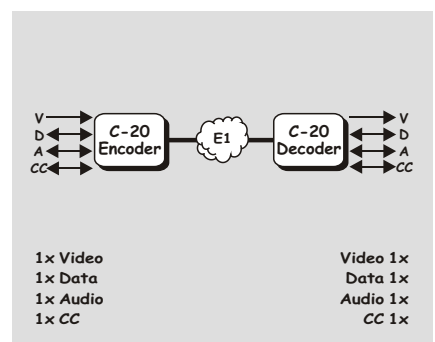 V
D
A
CC
C-20
Encoder
E1
C-20
Decoder
V
D
A
CC
1x Video
1x Data
1x Audio
1x CC
Video 1x
Data 1x
Audio 1x
CC 1x